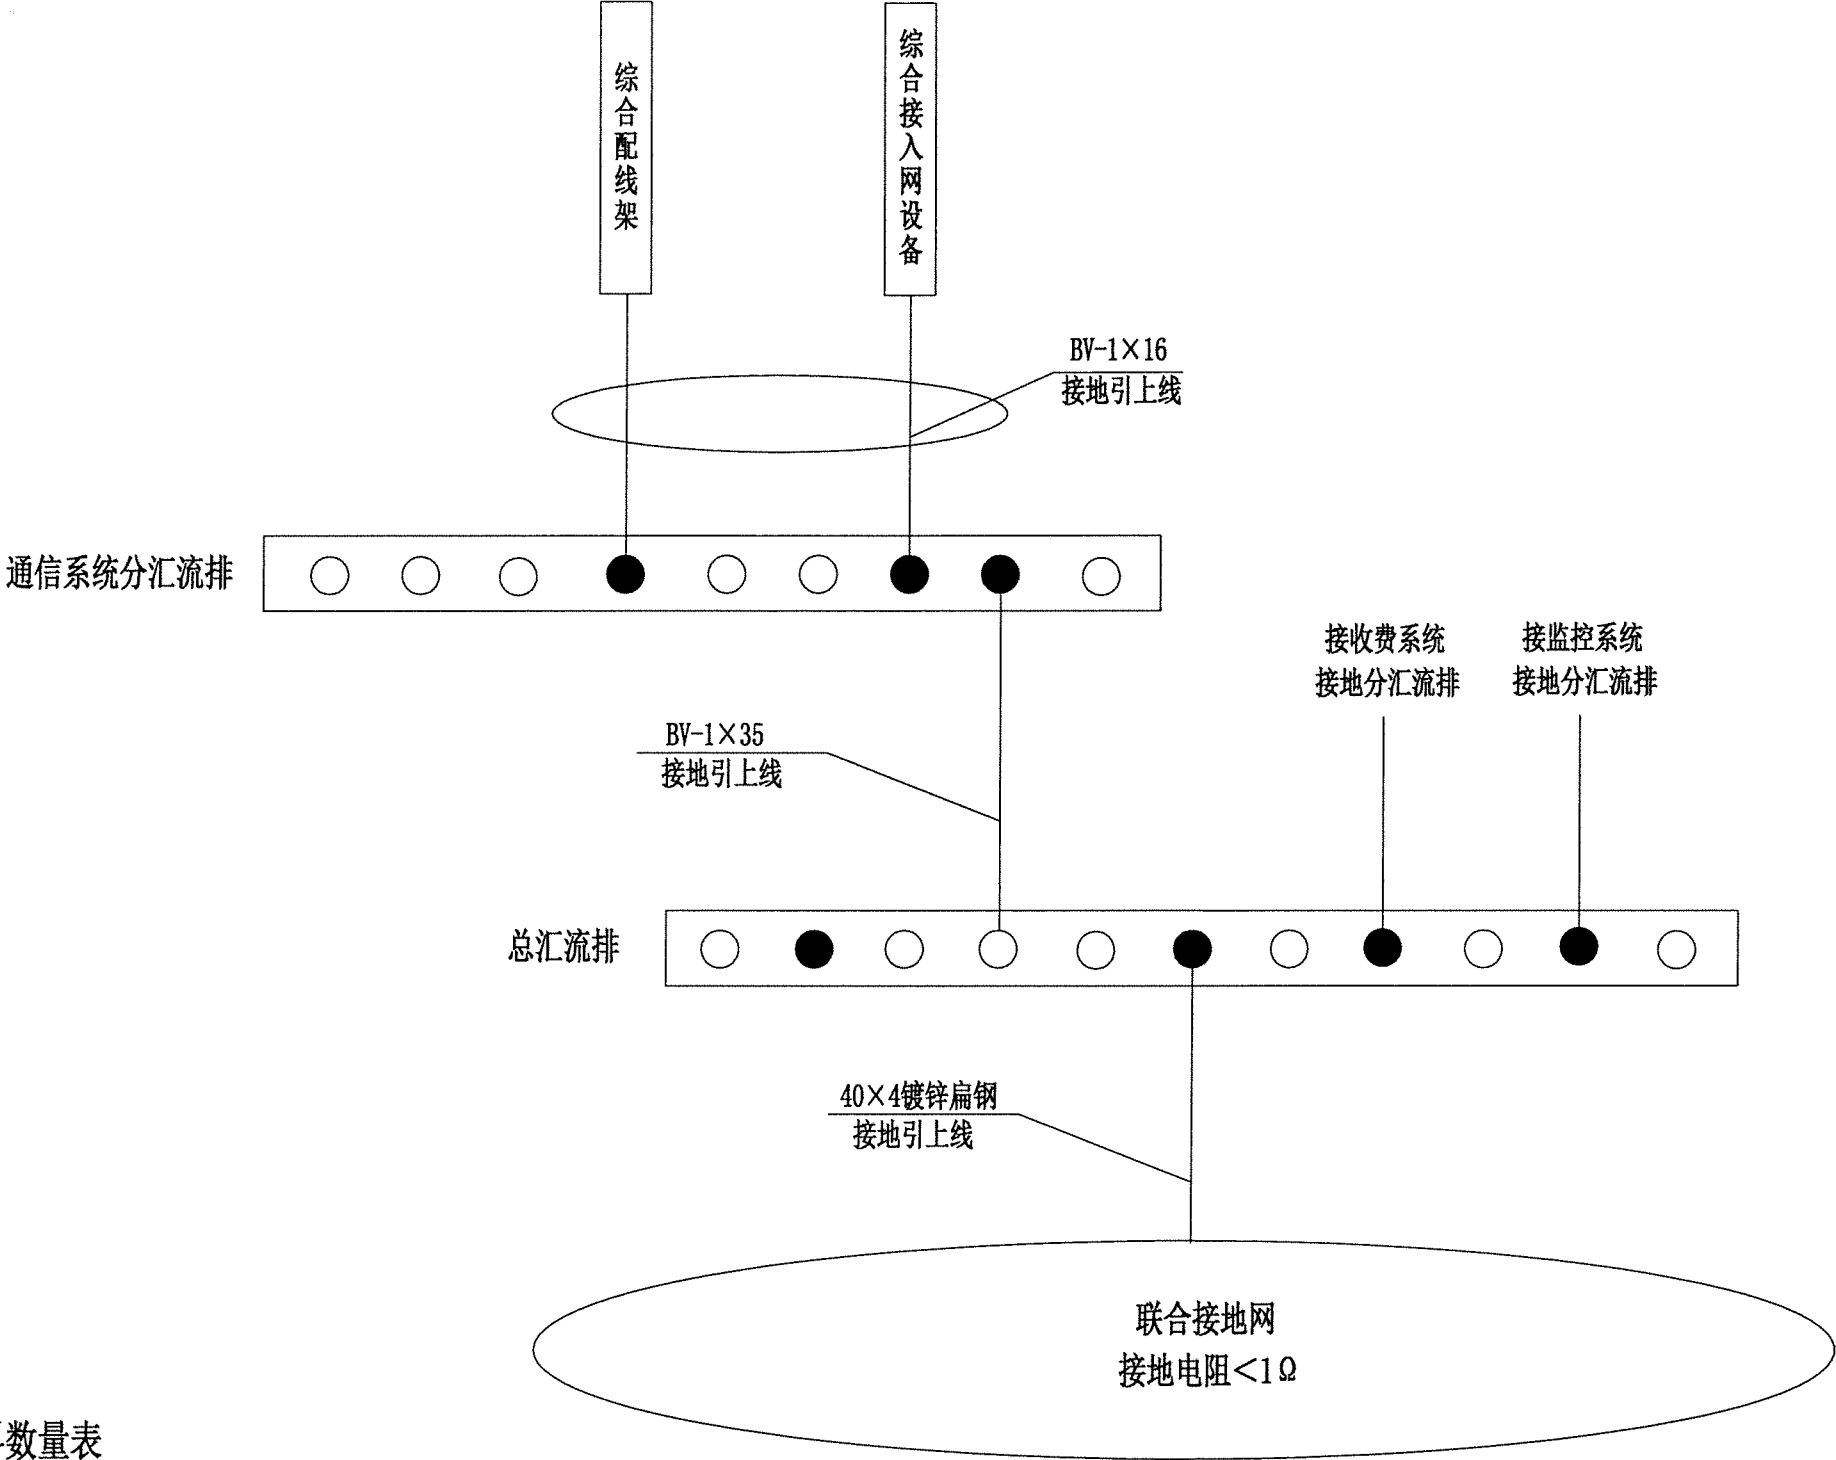 综合配线架
综合接入网设备
BV-1×16
接地引上线
通信系统分汇流排
接收费系统
接地分汇流排
接监控系统
接地分汇流排
BV-1×35
接地引上线
总汇流排
40×4镀锌扁钢
接地引上线
联合接地网
接地电阻<1Ω
数量表